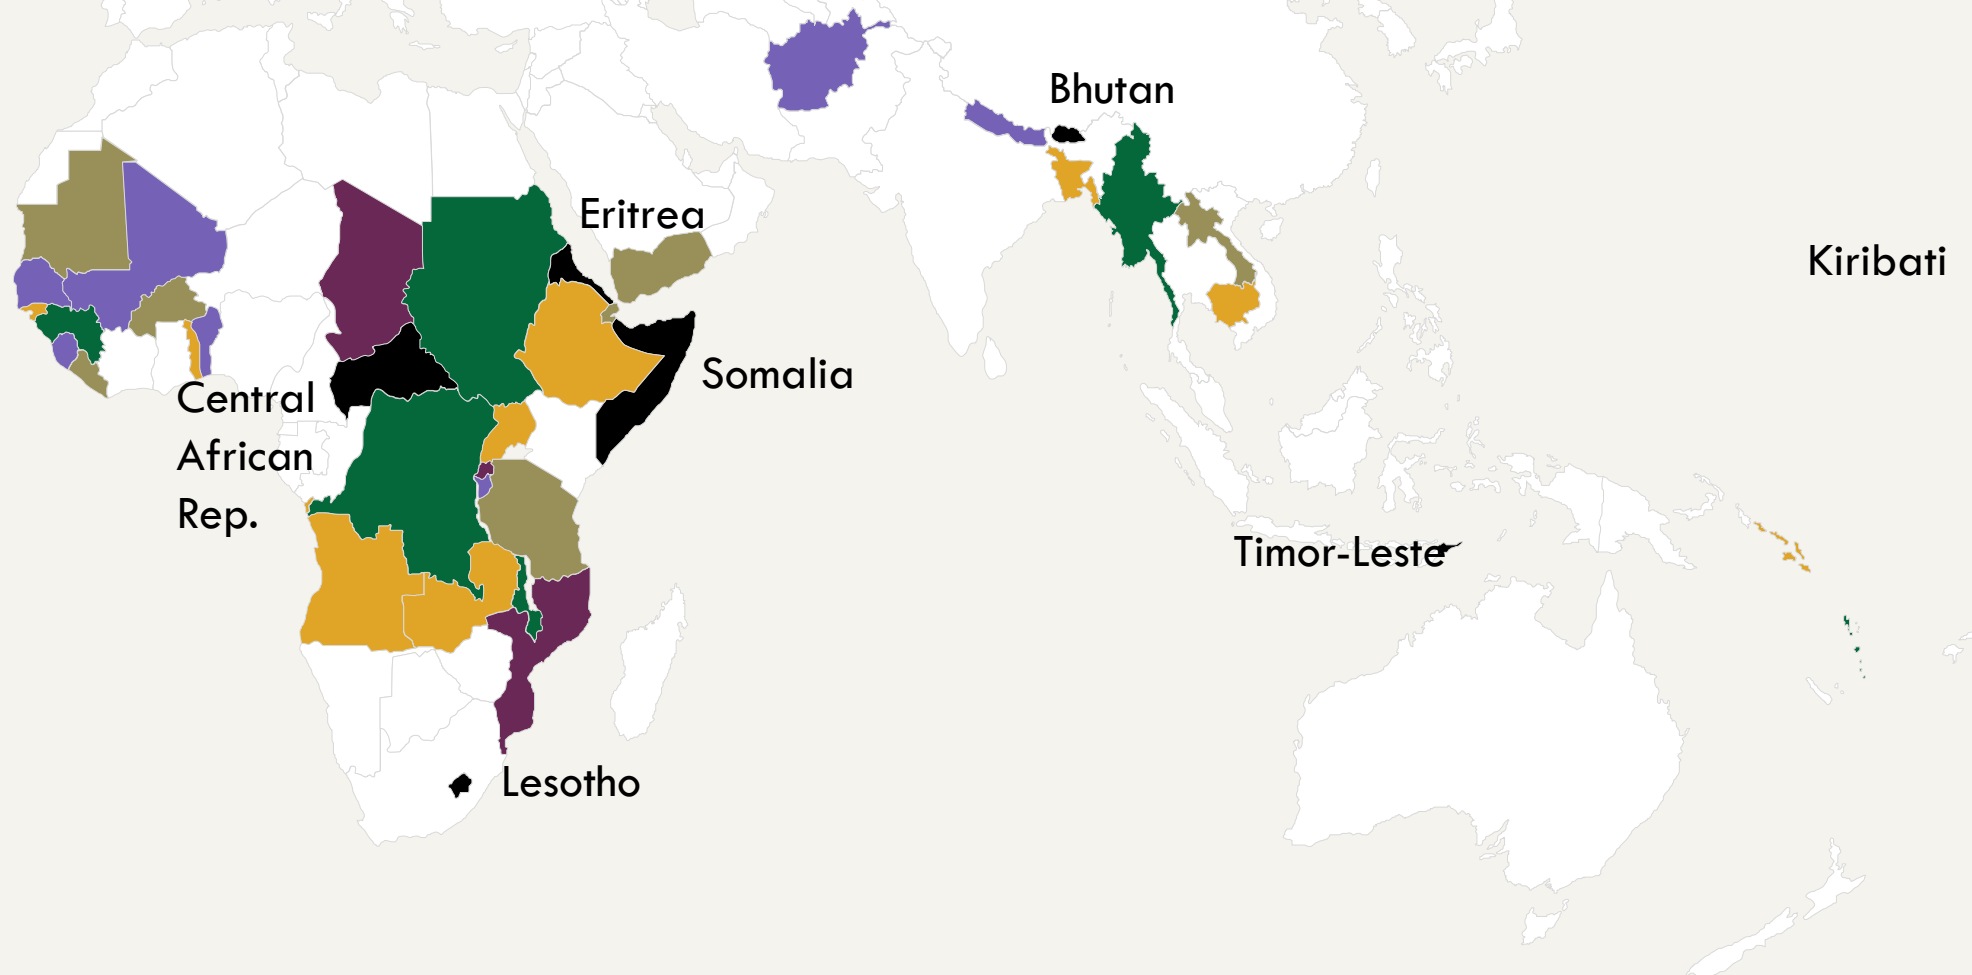 Bhutan
Eritrea
Kiribati
Somalia
Central
African
Rep.
Timor-Leste
Lesotho